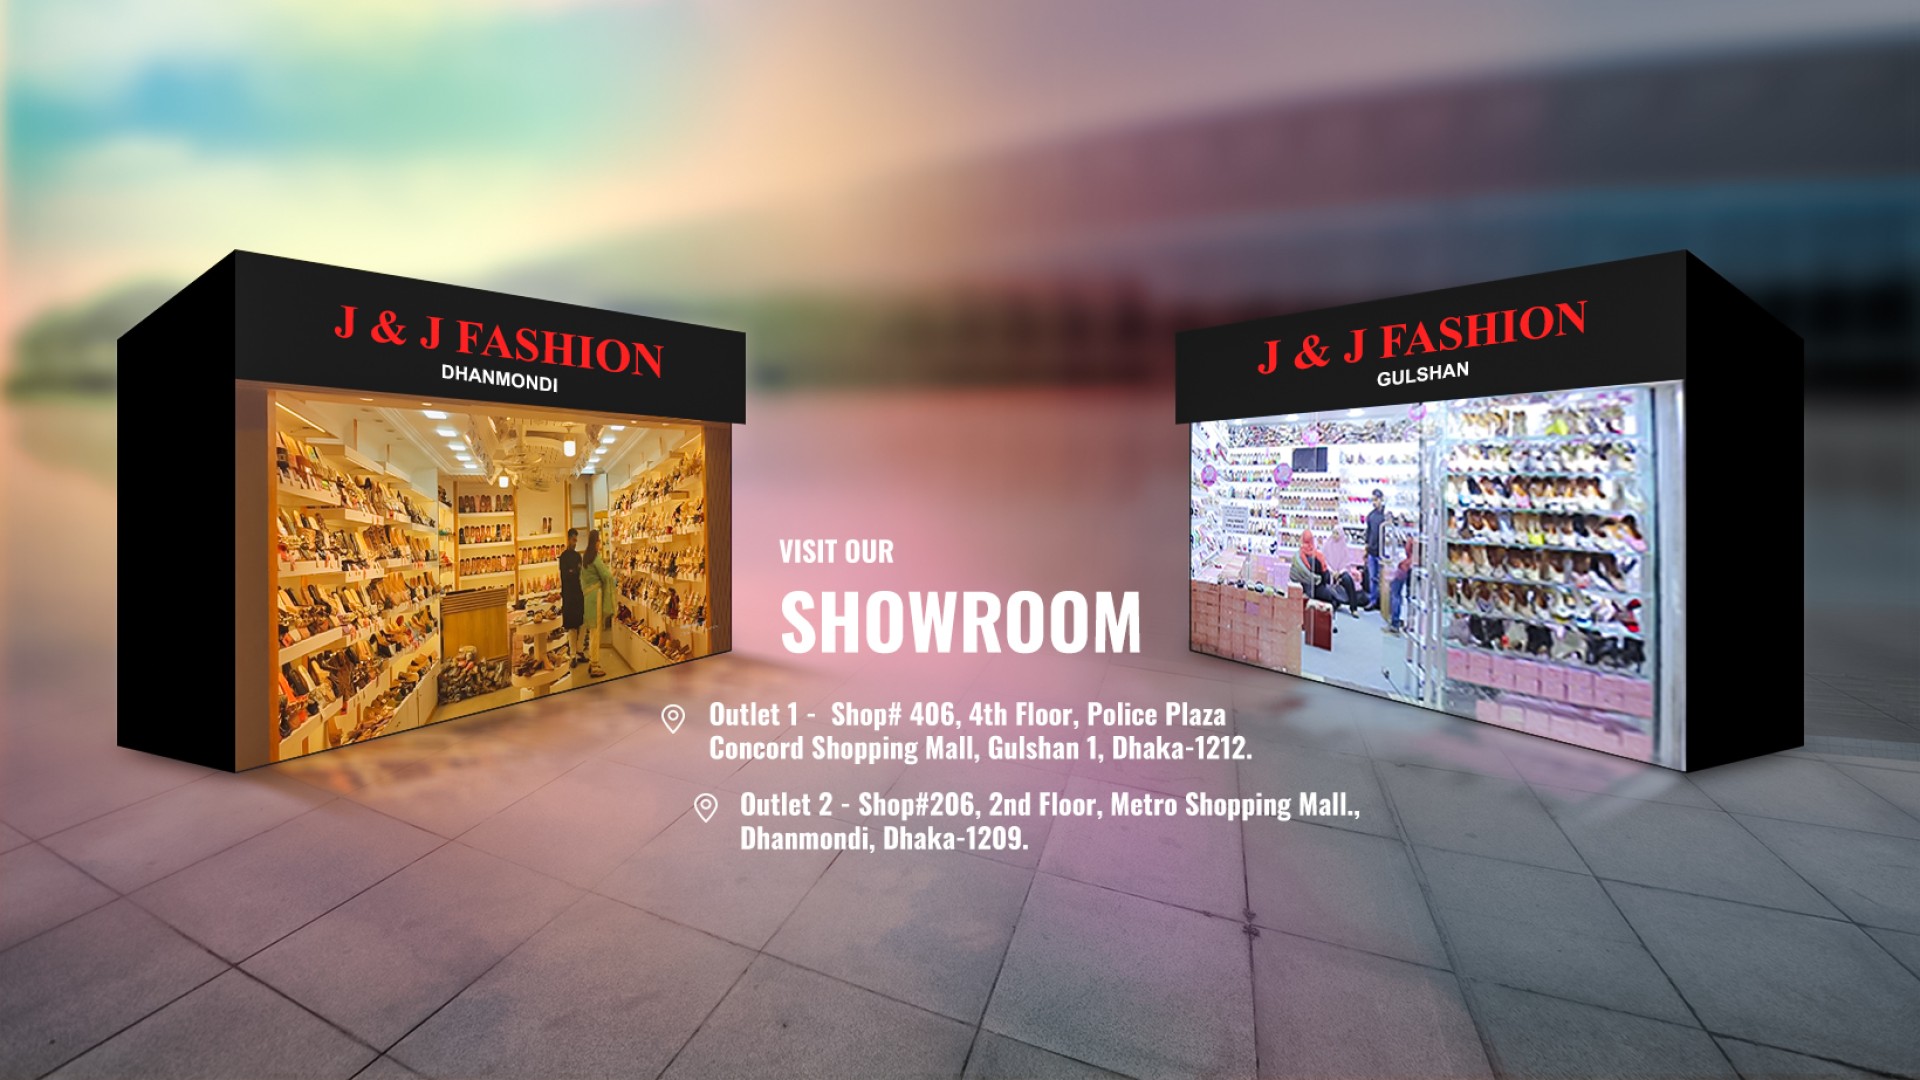 J & J FASHION
DHANMONDI
J & J FASHION
GULSHAN
VISIT OUR
SHOWROOM
Outlet 1 - Shop# 406, 4th Floor, Police Plaza
Concord Shopping Mall, Gulshan 1, Dhaka-1212.
Outlet 2 - Shop#206, 2nd Floor, Metro Shopping Mall.,
Dhanmondi, Dhaka-1209.